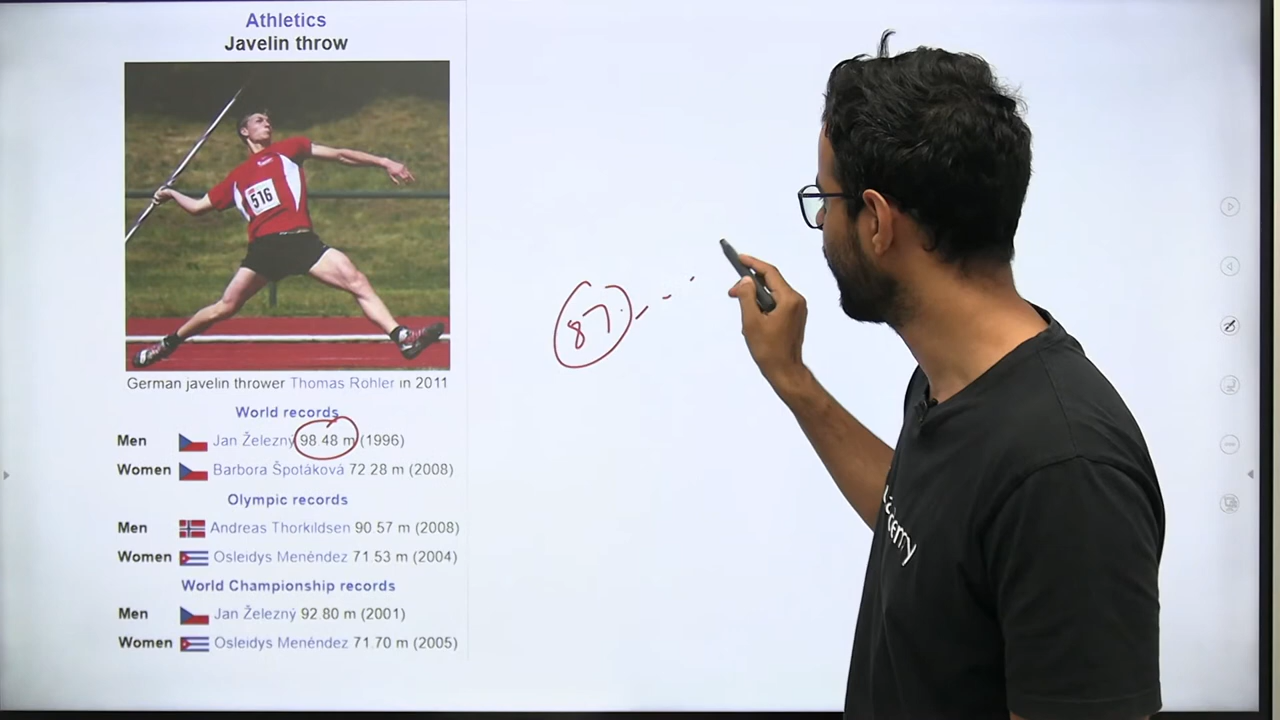 Athletics
Javelin throw
516
German javelin thrower Thomas Rohler in 2011
World records
Men Jan Železný 98 48 m (1996)
Women Barbora Špotáková 72 28 m (2008)
Olympic records
Men Andreas Thorkildsen 90 57 m (2008)
Women Osleidys Menéndez 71 53 m (2004)
World Championship records
Men Jan Železný 92.80 m (2001)
Women Osleidys Menéndez 71.70 m (2005)
87.